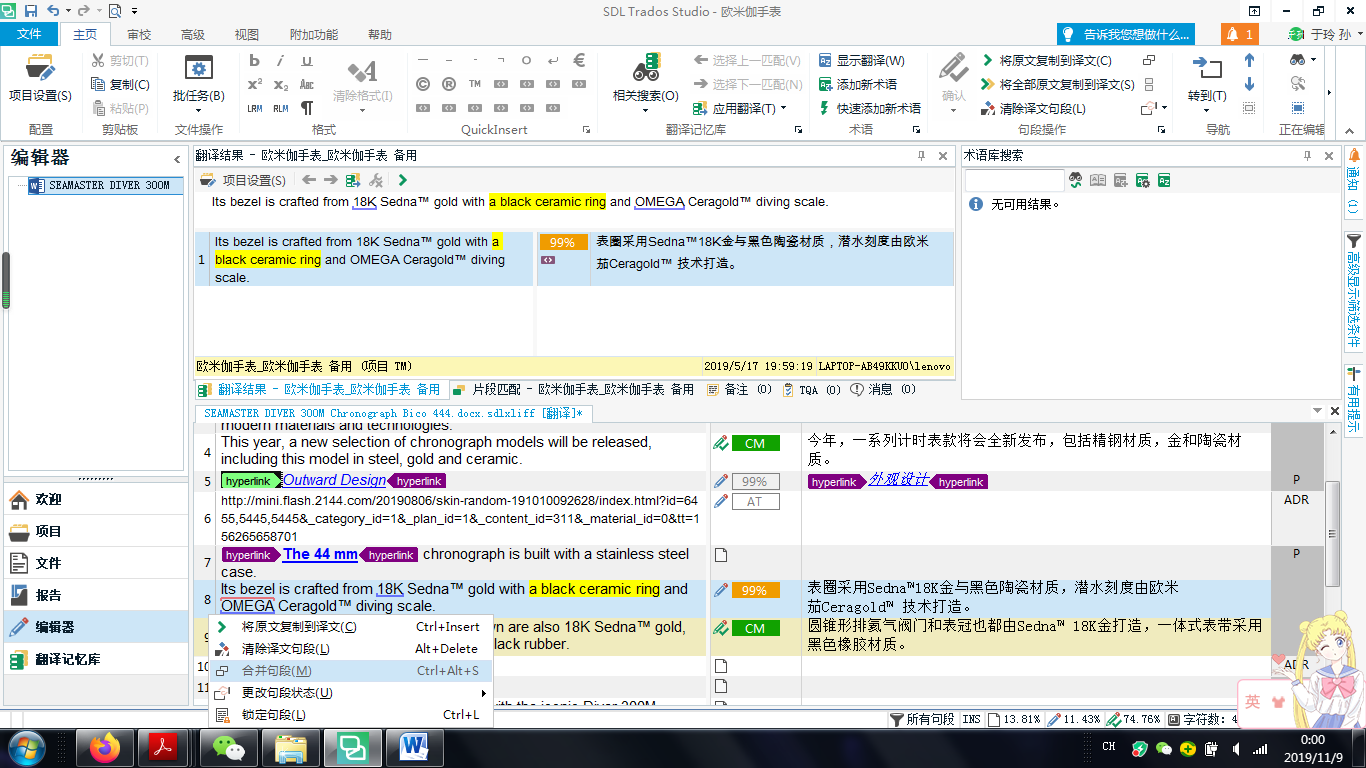 SDL Trados Studio - 欧米伽手表
文件 主页 审校 高级 视图 附加功能 帮助
告诉我您想做什么... 1 于玲 孙
项目设置(S)
配置
剪切(T)
复制(C)
粘贴(P)
剪贴板
批任务(B)
文件操作
清除格式(I)
格式
LRM RLM
QuickInsert
相关搜索(O)
选择上一匹配(V)
选择下一匹配(N)
应用翻译(T)
翻译记忆库
显示翻译(W)
添加新术语
快速添加新术语
术语
确认
将原文复制到译文(C)
将全部原文复制到译文(S)
清除译文句段(L)
句段操作
转到(T)
导航
正在编辑
编辑器
SEAMASTER DIVER 300M
欢迎
项目
文件
报告
编辑器
翻译记忆库
翻译结果 - 欧米伽手表_欧米伽手表 备用
项目设置(S)
Its bezel is crafted from 18K Sedna™ gold with a black ceramic ring and OMEGA Ceragold™ diving scale.
1
Its bezel is crafted from 18K Sedna™ gold with a
black ceramic ring and OMEGA Ceragold™ diving
scale.
99%
表圈采用Sedna™18K金与黑色陶瓷材质，潜水刻度由欧米
茄Ceragold™ 技术打造。
欧米伽手表_欧米伽手表 备用 (项目 TM) 2019/5/17 19:59:19 LAPTOP-AB49KKUO\lenovo
翻译结果 - 欧米伽手表_欧米伽手表 备用 片段匹配 - 欧米伽手表_欧米伽手表 备用 备注 (0) TQA (0) 消息 (0)
术语库搜索
无可用结果。
通知 (1)
高级显示筛选条件
有用提示
SEAMASTER DIVER 300M Chronograph Bico 444.docx.sdlxliff [翻译]*
modern materials and technologies.
4 This year, a new selection of chronograph models will be released,
including this model in steel, gold and ceramic.
CM
今年，一系列计时表款将会全新发布，包括精钢材质，金和陶瓷材
质。
5 hyperlink Outward Design hyperlink 99% hyperlink 外观设计 hyperlink P
6 http://mini.flash.2144.com/20190806/skin-random-191010092628/index.html?id=64
55,5445,5445&_category_id=1&_plan_id=1&_content_id=311&_material_id=0&tt=1
56265658701
AT ADR
7 hyperlink The 44 mm hyperlink chronograph is built with a stainless steel
case.
P
8 Its bezel is crafted from 18K Sedna™ gold with a black ceramic ring and
OMEGA Ceragold™ diving scale.
99%
表圈采用Sedna™18K金与黑色陶瓷材质，潜水刻度由欧米
茄Ceragold™ 技术打造。
9 n are also 18K Sedna™ gold,
lack rubber.
CM
圆锥形排氦气阀门和表冠也都由Sedna™ 18K金打造，一体式表带采用
黑色橡胶材质。
10 ADR
11
将原文复制到译文(C) Ctrl+Insert
清除译文句段(L) Alt+Delete
合并句段(M) Ctrl+Alt+S
更改句段状态(U)
锁定句段(L) Ctrl+L
英
所有句段 INS 13.81% 11.43% 74.76% 字符数: 4
CH
0:00
2019/11/9